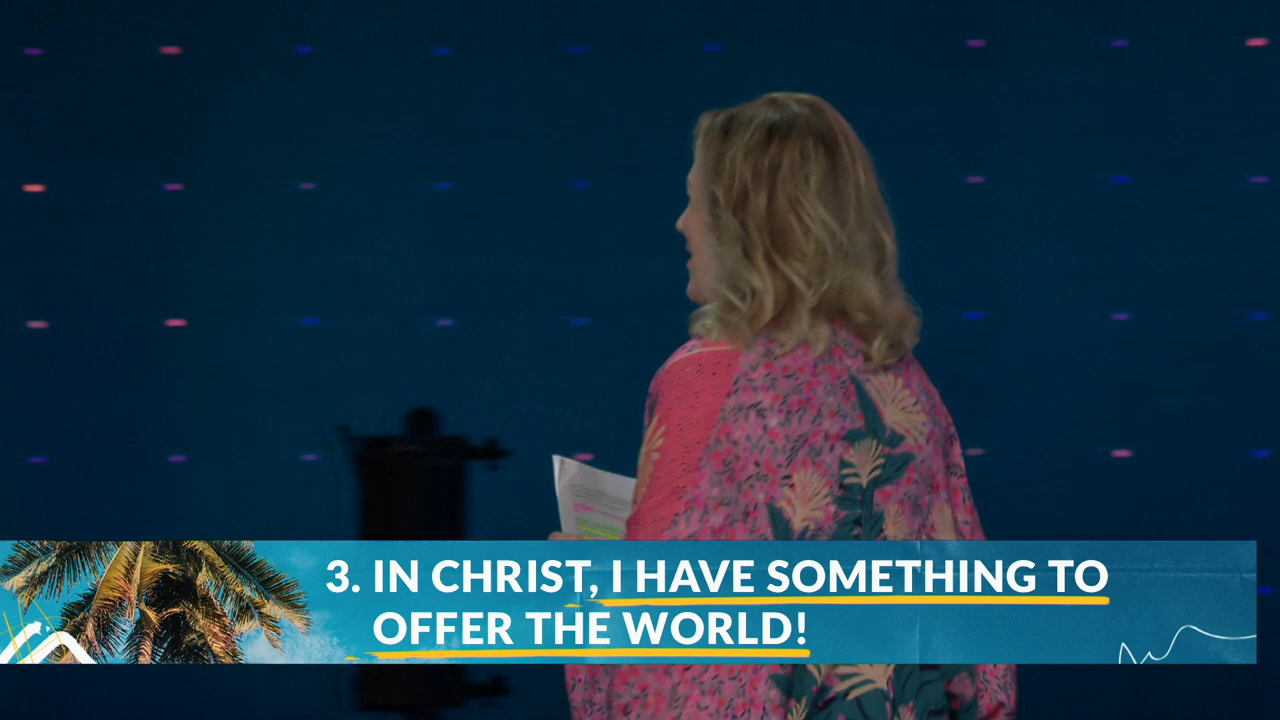 3. IN CHRIST, I HAVE SOMETHING TO
OFFER THE WORLD!